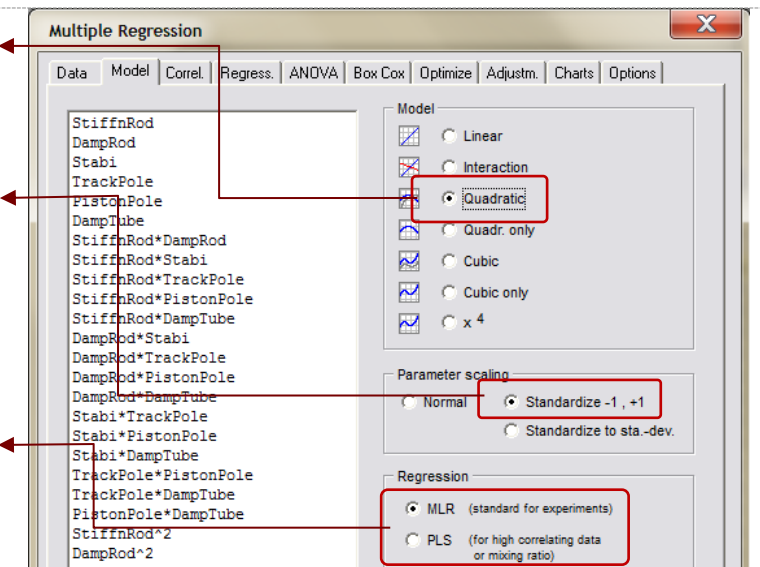 Multiple Regression
X
Data Model Correl. Regress. ANOVA Box Cox Optimize Adjustm. Charts Options
StiffnRod
DampRod
Stabi
TrackPole
PistonPole
DampTube
StiffnRod*DampRod
StiffnRod*Stabi
StiffnRod*TrackPole
StiffnRod*PistonPole
StiffnRod*DampTube
DampRod*Stabi
DampRod*TrackPole
DampRod*PistonPole
DampRod*DampTube
Stabi*TrackPole
Stabi*PistonPole
Stabi*DampTube
TrackPole*PistonPole
TrackPole*DampTube
PistonPole*DampTube
StiffnRod^2
DampRod^2
Model
Linear
Interaction
Quadratic
Quadr. only
Cubic
Cubic only
x 4
Parameter scaling
Normal Standardize -1 , +1
Standardize to sta.-dev.
Regression
MLR (standard for experiments)
PLS (for high correlating data
or mixing ratio)